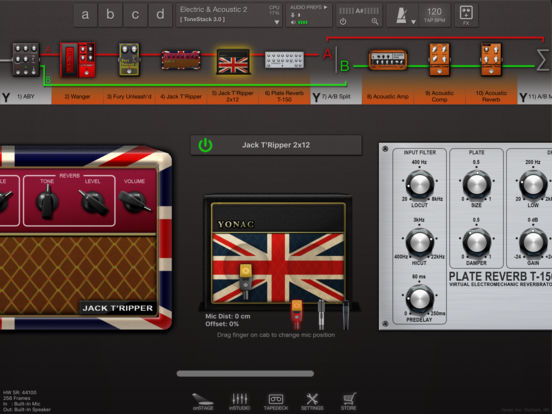 a b c d
Electric & Acoustic 2
[ ToneStack 3.0 ]
CPU
17%
AUDIO PREFS
A#
120
TAP BPM
FX
A
B
A
B
1) ABY
2) Wanger
3) Fury Unleash'd
4) Jack T'Ripper
5) Jack T'Ripper
2x12
6) Plate Reverb
T-150
7) A/B Split
8) Acoustic Amp
9) Acoustic
Comp
10) Acoustic
Reverb
11) A/B M
Jack T'Ripper 2x12
REVERB
TONE LEVEL VOLUME
JACK T'RIPPER
YONAC
Mic Dist: 0 cm
Offset: 0%
Drag finger on cab to change mic position
INPUT FILTER
400 Hz
20 8kHz
LOCUT
3kHz
400Hz 22kHz
HICUT
60 ms
0 250ms
PREDELAY
PLATE
0.5
0 1
SIZE
0.5
0 1
DAMPER
200 Hz
20
LOW
0 dB
-24 +24
GAIN
PLATE REVERB T-150
VIRTUAL ELECTROMECHANIC REVERBRATO
HW SR: 44100
256 Frames
In : Built-In Mic
Out: Built-In Speaker
onSTAGE
inSTUDIO
TAPEDECK
SETTINGS
STORE